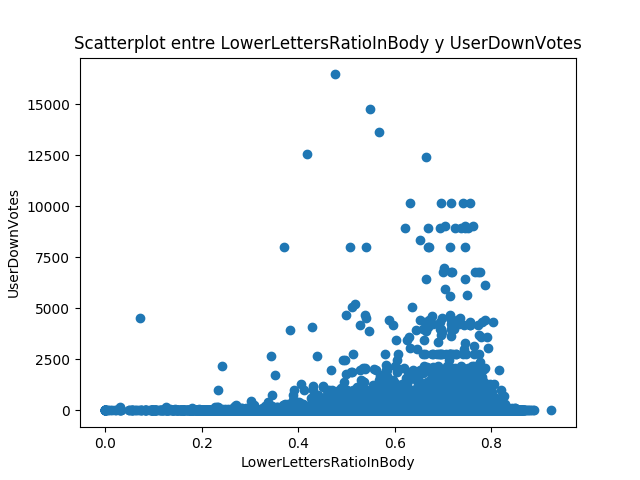 Scatterplot entre LowerLettersRatioInBody y UserDownVotes
UserDownVotes
15000
12500
10000
7500
5000
2500
0
0.0 0.2 0.4 0.6 0.8
LowerLettersRatioInBody